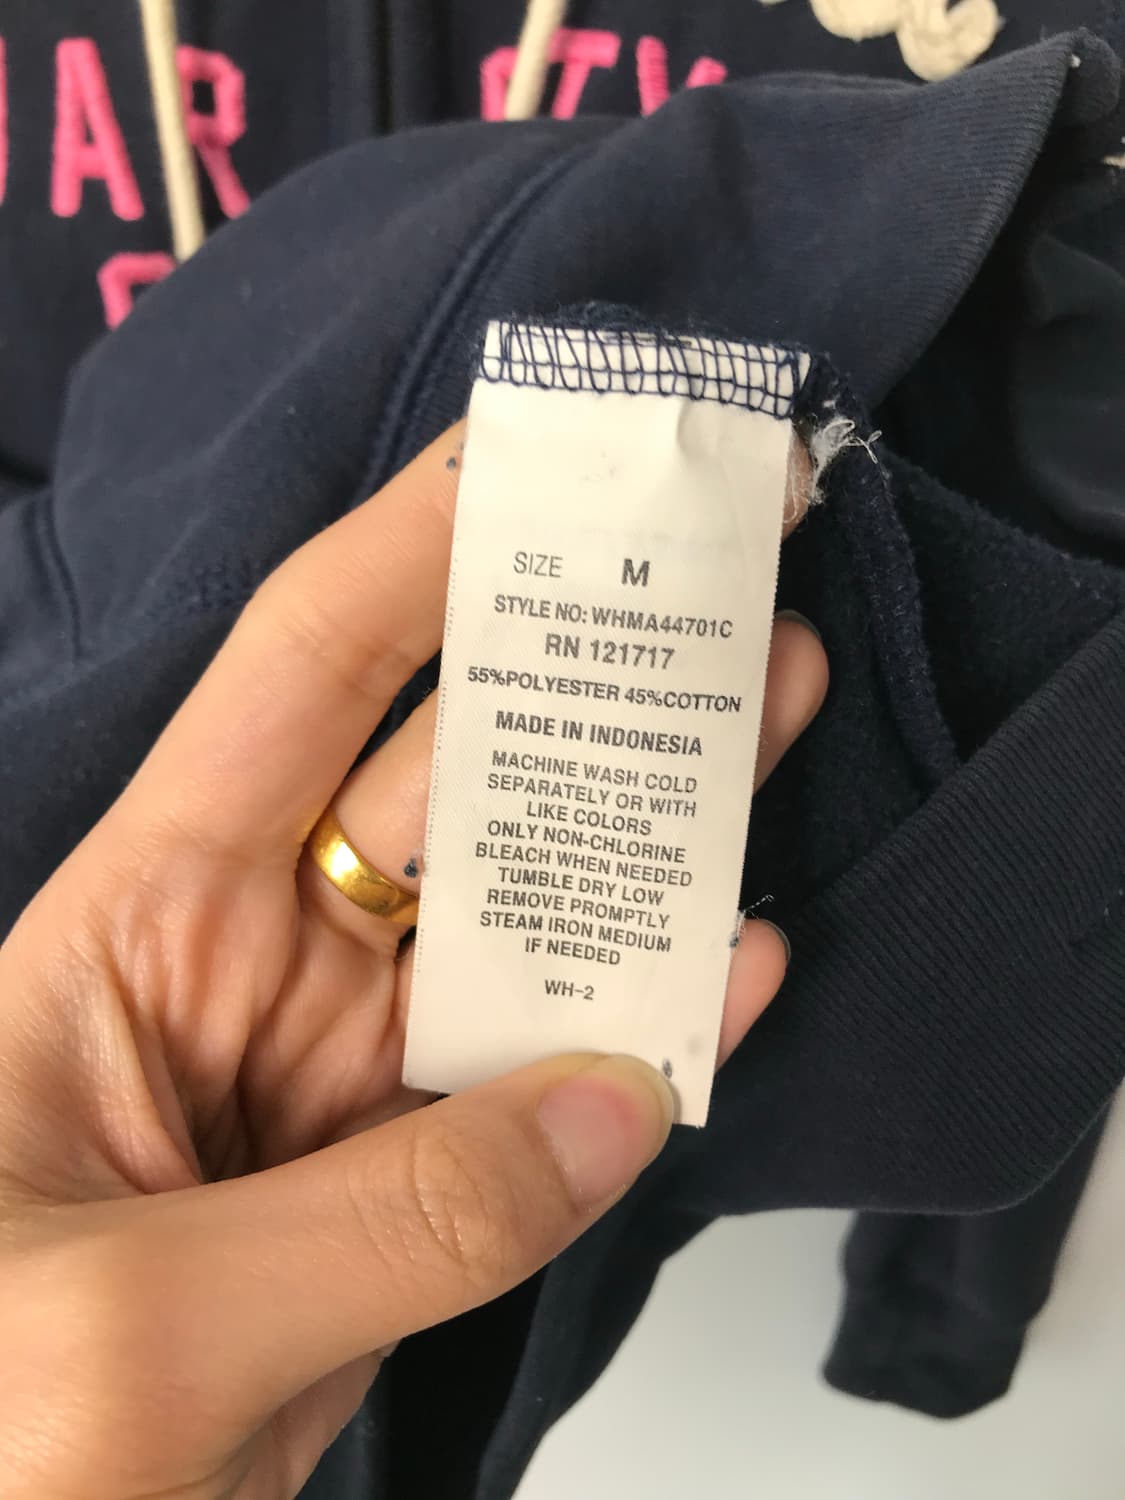 SIZE M
STYLE NO: WHMA44701C
RN 121717
55%POLYESTER 45%COTTON
MADE IN INDONESIA
MACHINE WASH COLD
SEPARATELY OR WITH
LIKE COLORS
ONLY NON-CHLORINE
BLEACH WHEN NEEDED
TUMBLE DRY LOW
REMOVE PROMPTLY
STEAM IRON MEDIUM
IF NEEDED
WH-2